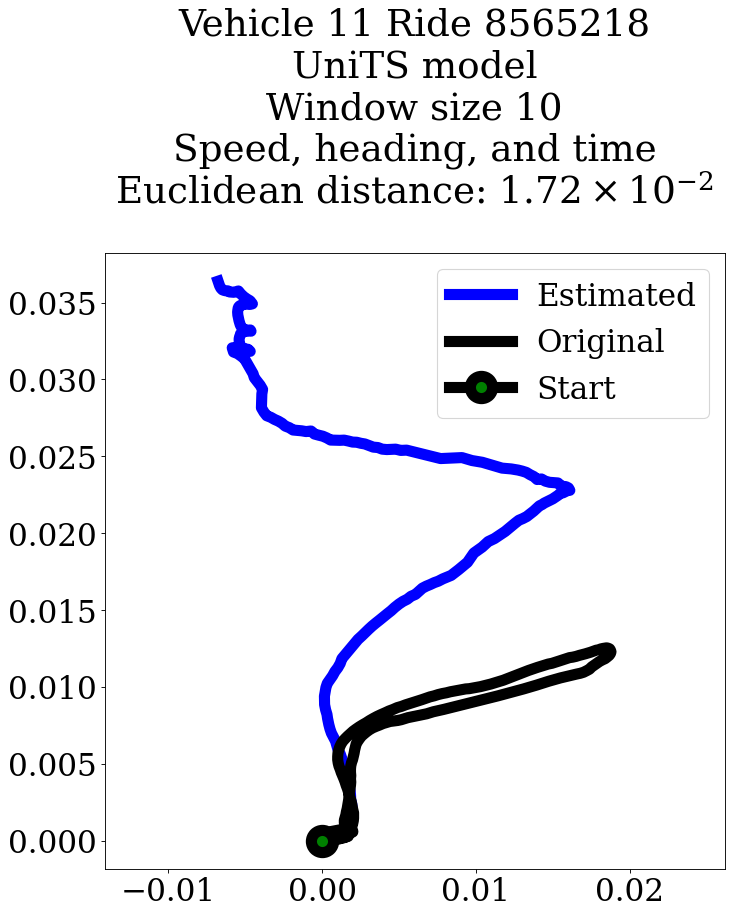 Vehicle 11 Ride 8565218
UniTS model
Window size 10
Speed, heading, and time
Euclidean distance: 1.72 × 10⁻²
Estimated
Original
Start
0.035
0.030
0.025
0.020
0.015
0.010
0.005
0.000
−0.01 0.00 0.01 0.02